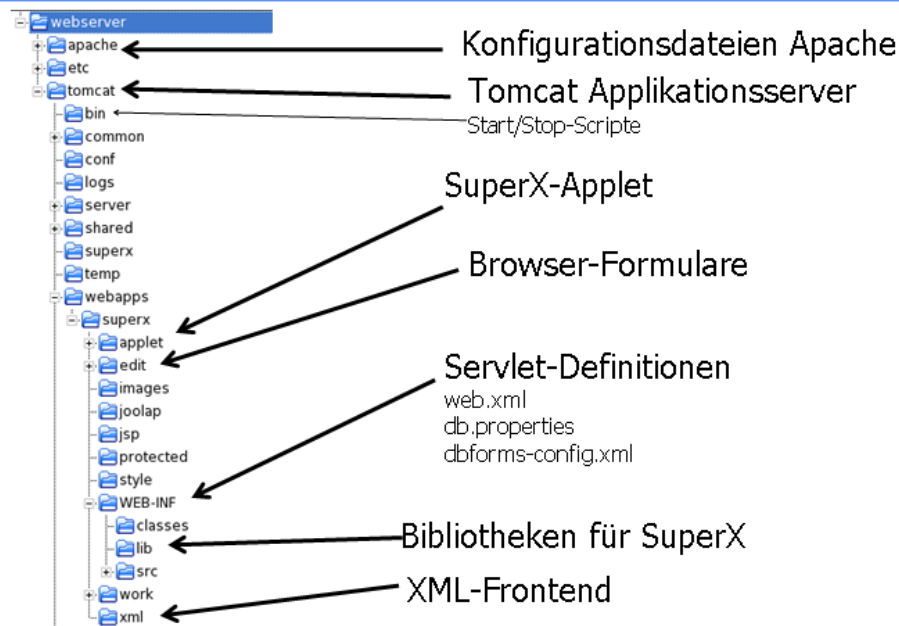 webserver
apache
Konfigurationsdateien Apache
etc
tomcat
Tomcat Applikationsserver
bin
Start/Stop-Scripte
common
conf
logs
SuperX-Applet
server
shared
superx
Browser-Formulare
temp
webapps
superx
applet
edit
Servlet-Definitionen
images
web.xml
joolap
db.properties
jsp
dbforms-config.xml
protected
style
WEB-INF
classes
Bibliotheken für SuperX
lib
src
XML-Frontend
work
xml